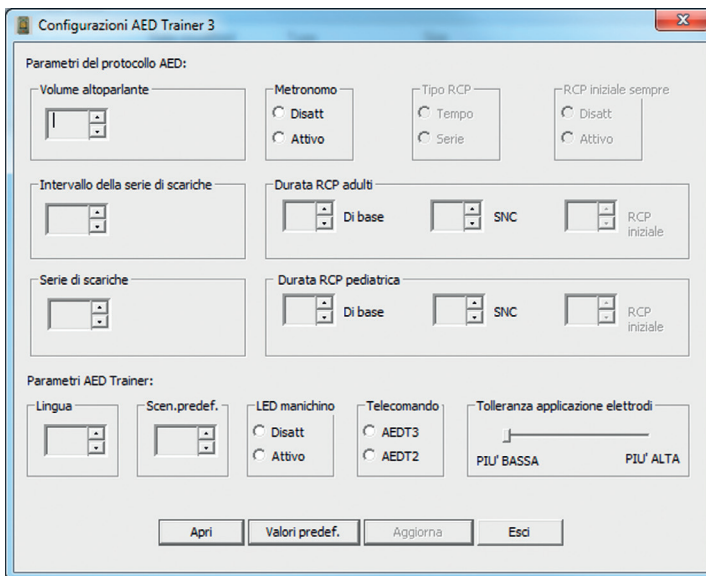 Configurazioni AED Trainer 3
Parametri del protocollo AED:
Volume altoparlante
Metronomo
Disatt
Attivo
Tipo RCP
Tempo
Serie
RCP iniziale sempre
Disatt
Attivo
Intervallo della serie di scariche
Durata RCP adulti
Di base
SNC
RCP
iniziale
Serie di scariche
Durata RCP pediatrica
Di base
SNC
RCP
iniziale
Parametri AED Trainer:
Lingua
Scen.predef.
LED manichino
Disatt
Attivo
Telecomando
AEDT3
AEDT2
Tolleranza applicazione elettrodi
PIU' BASSA
PIU' ALTA
Apri
Valori predef.
Aggiorna
Esci